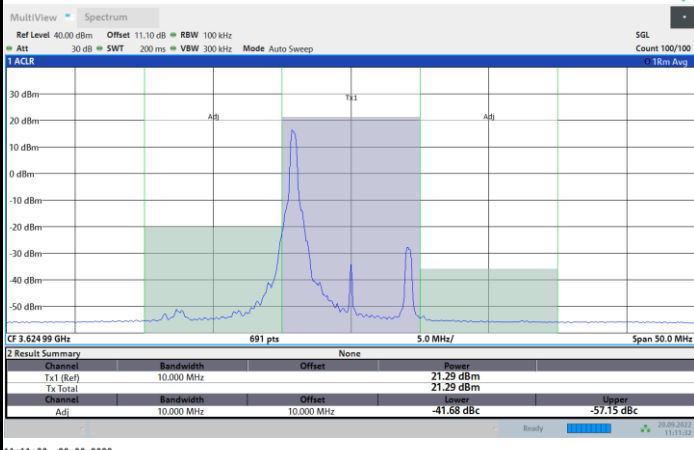 MultiView Spectrum
Ref Level 40.00 dBm Offset 11.10 dB RBW 100 kHz SGL
Att 30 dB SWT 200 ms VBW 300 kHz Mode Auto Sweep Count 100/100
1 ACLR 1Rm Avg
30 dBm
Tx1
20 dBm
Adj Adj
10 dBm
0 dBm
-10 dBm
-20 dBm
-30 dBm
-40 dBm
-50 dBm
CF 3.624 99 GHz 691 pts 5.0 MHz/ Span 50.0 MHz
2 Result Summary None
Channel Bandwidth Offset Power
Tx1 (Ref) 10.000 MHz 21.29 dBm
Tx Total 21.29 dBm
Channel Bandwidth Offset Lower Upper
Adj 10.000 MHz 10.000 MHz -41.68 dBc -57.15 dBc
Ready 20.09.2022
11:11:32